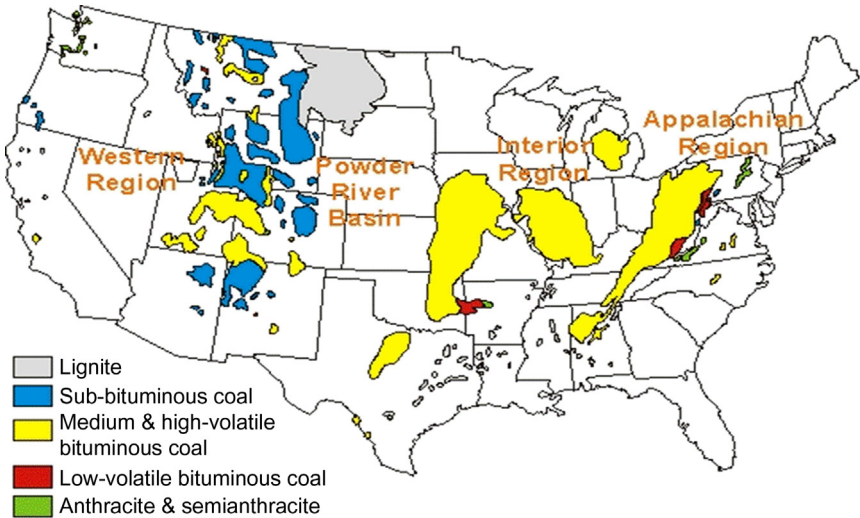 Appalachian
Region
Interior
Region
Western
Region
Powder
River
Basin
Lignite
Sub-bituminous coal
Medium & high-volatile
bituminous coal
Low-volatile bituminous coal
Anthracite & semianthracite